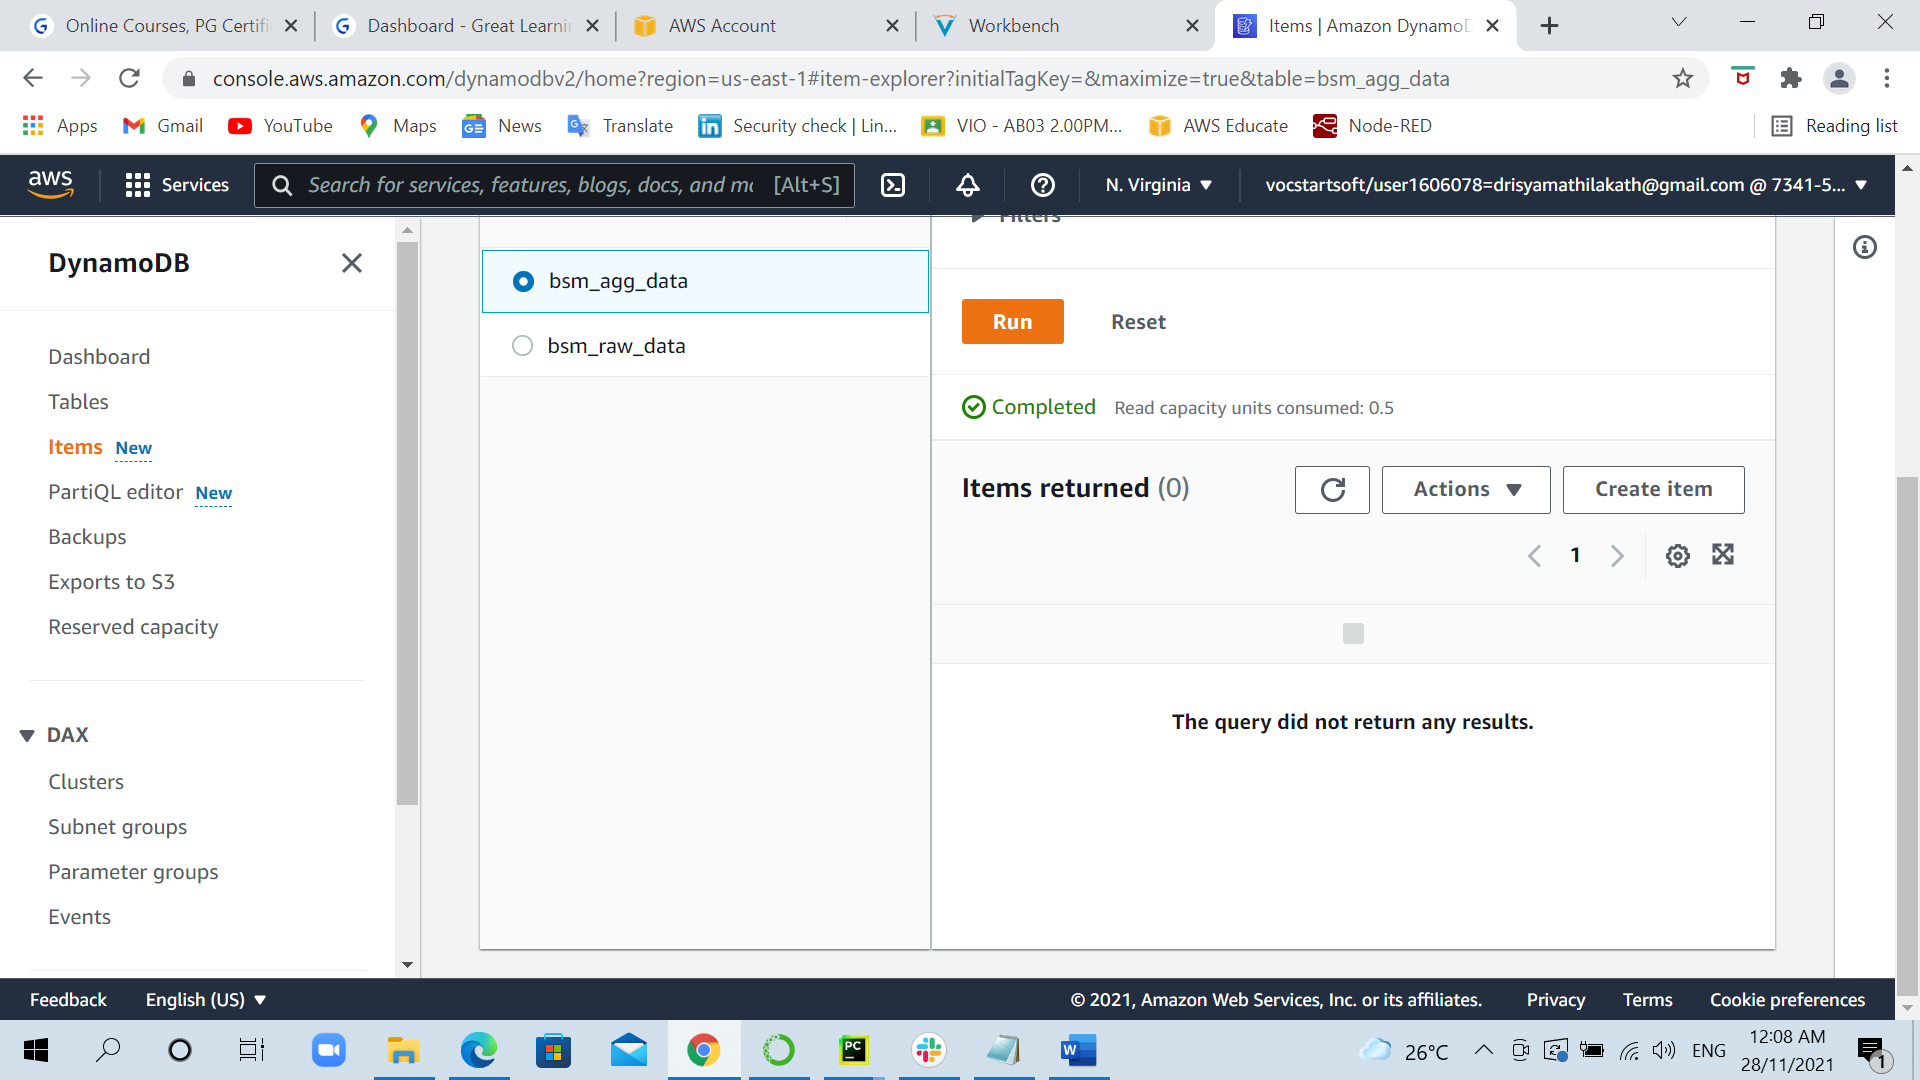 Online Courses, PG Certifi
Dashboard - Great Learnin
AWS Account
Workbench
Items | Amazon DynamoD
console.aws.amazon.com/dynamodbv2/home?region=us-east-1#item-explorer?initialTagKey=&maximize=true&table=bsm_agg_data
Apps
Gmail
YouTube
Maps
News
Translate
Security check | Lin...
VIO - AB03 2.00PM...
AWS Educate
Node-RED
Reading list
aws
Services
Search for services, features, blogs, docs, and mo [Alt+S]
N. Virginia
vocstartsoft/user1606078=drisyamathilakath@gmail.com @ 7341-5...
DynamoDB
Dashboard
Tables
Items New
PartiQL editor New
Backups
Exports to S3
Reserved capacity
DAX
Clusters
Subnet groups
Parameter groups
Events
bsm_agg_data
bsm_raw_data
Filters
Run
Reset
Completed Read capacity units consumed: 0.5
Items returned (0)
Actions
Create item
1
The query did not return any results.
Feedback
English (US)
© 2021, Amazon Web Services, Inc. or its affiliates.
Privacy
Terms
Cookie preferences
26°C
ENG
12:08 AM
28/11/2021
1